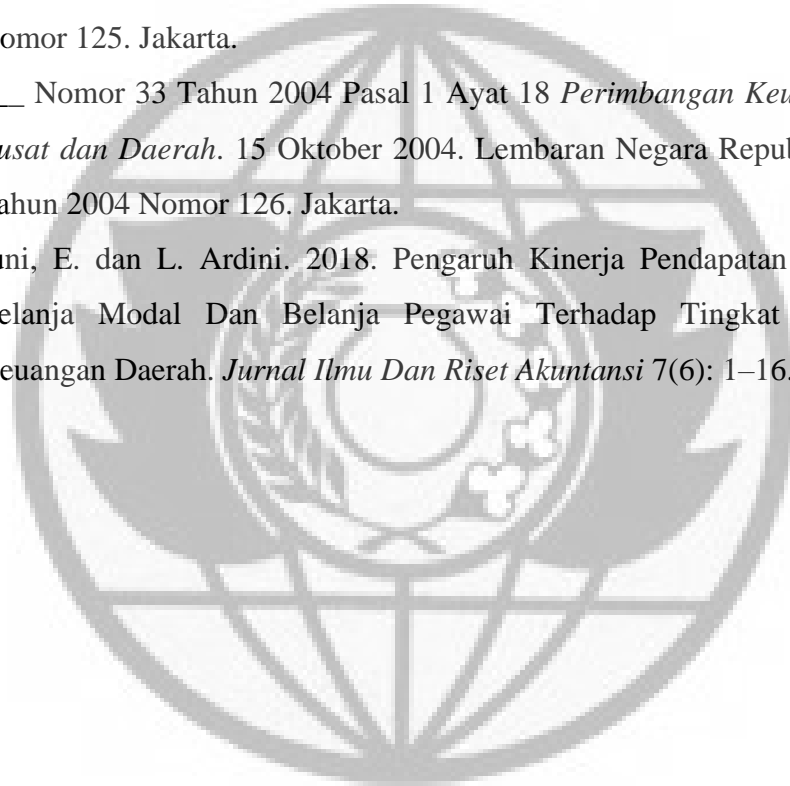 omor 125. Jakarta.
__ Nomor 33 Tahun 2004 Pasal 1 Ayat 18 Perimbangan Keu
usat dan Daerah. 15 Oktober 2004. Lembaran Negara Repub
ahun 2004 Nomor 126. Jakarta.
uni, E. dan L. Ardini. 2018. Pengaruh Kinerja Pendapatan
elanja Modal Dan Belanja Pegawai Terhadap Tingkat
euangan Daerah. Jurnal Ilmu Dan Riset Akuntansi 7(6): 1–16.